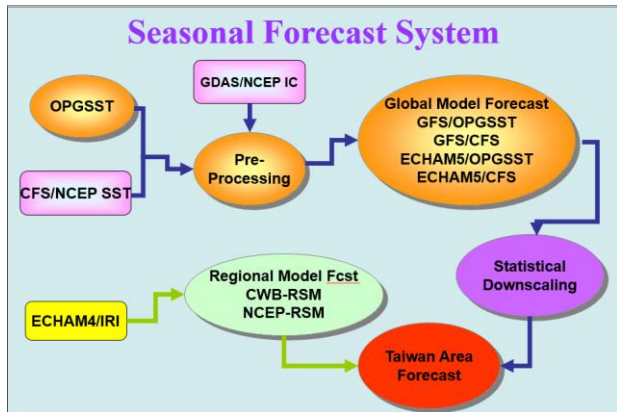 Seasonal Forecast System
OPGSST
GDAS/NCEP IC
CFS/NCEP SST
Pre-
Processing
Global Model Forecast
GFS/OPGSST
GFS/CFS
ECHAM5/OPGSST
ECHAM5/CFS
Statistical
Downscaling
Regional Model Fcst
CWB-RSM
NCEP-RSM
ECHAM4/IRI
Taiwan Area
Forecast